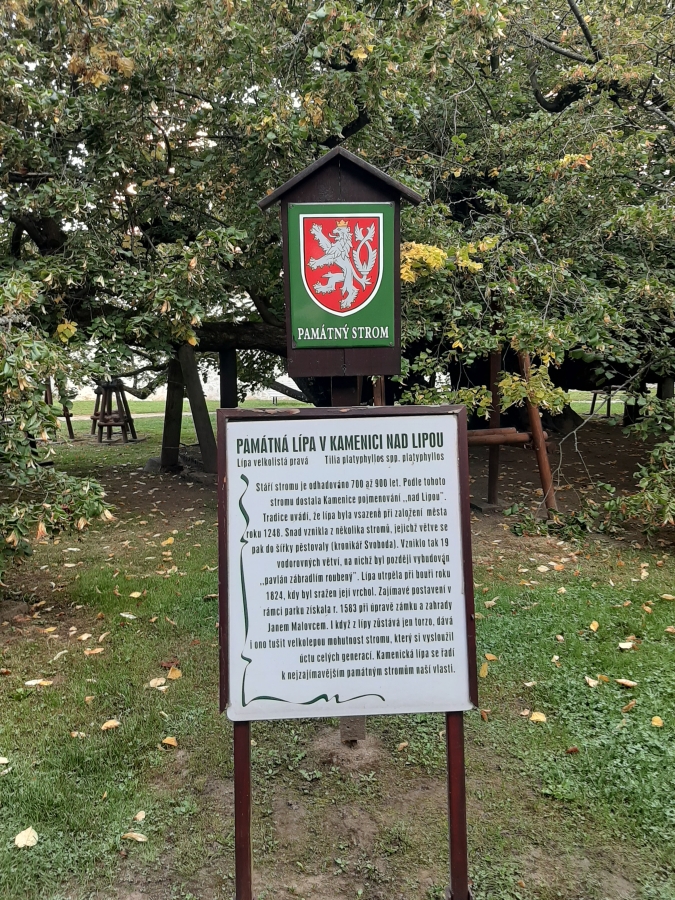 PAMÁTNÝ STROM
PAMÁTNÁ LÍPA V KAMENICI NAD LIPOU
Lípa velkolistá pravá Tilia platyphyllos spp. platyphyllos
Stáří stromu je odhadováno 700 až 900 let. Podle tohoto
stromu dostala Kamenice pojmenování „nad Lipou".
Tradice uvádí, že lípa byla vsazena při založení města
roku 1248. Snad vznikla z několika stromů, jejichž větve se
pak do šířky pěstovaly (kronikář Svoboda). Vzniklo tak 19
vodorovných větví, na nichž byl později vybudován
„pavlán zábradlím roubený". Lípa utrpěla při bouři roku
1824, kdy byl sražen její vrchol. Zajímavé postavení v
rámci parku získala r. 1583 při úpravě zámku a zahrady
Janem Malovcem. I když z lípy zůstává jen torzo, dává
i ono tušit velkolepou mohutnost stromu, který si vysloužil
úctu celých generací. Kamenická lípa se řadí
k nejzajímavějším památným stromům naší vlasti.